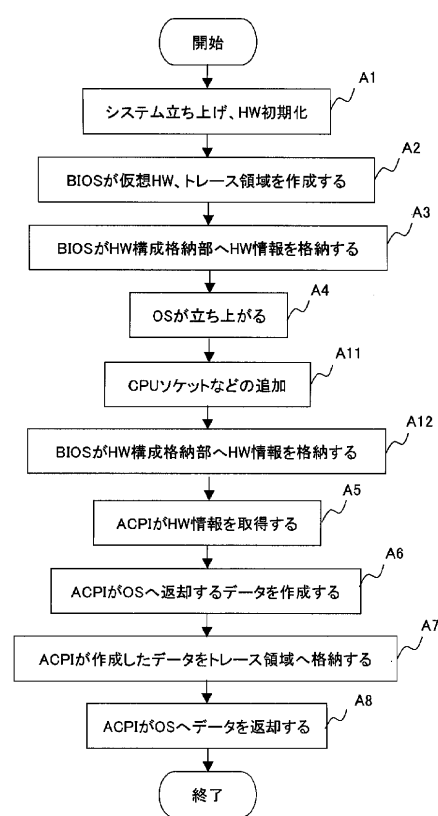 開始
A1
システム立ち上げ、HW初期化
A2
BIOSが仮想HW、トレース領域を作成する
A3
BIOSがHW構成格納部へHW情報を格納する
A4
OSが立ち上がる
A11
CPUソケットなどの追加
A12
BIOSがHW構成格納部へHW情報を格納する
A5
ACPIがHW情報を取得する
A6
ACPIがOSへ返却するデータを作成する
A7
ACPIが作成したデータをトレース領域へ格納する
A8
ACPIがOSへデータを返却する
終了